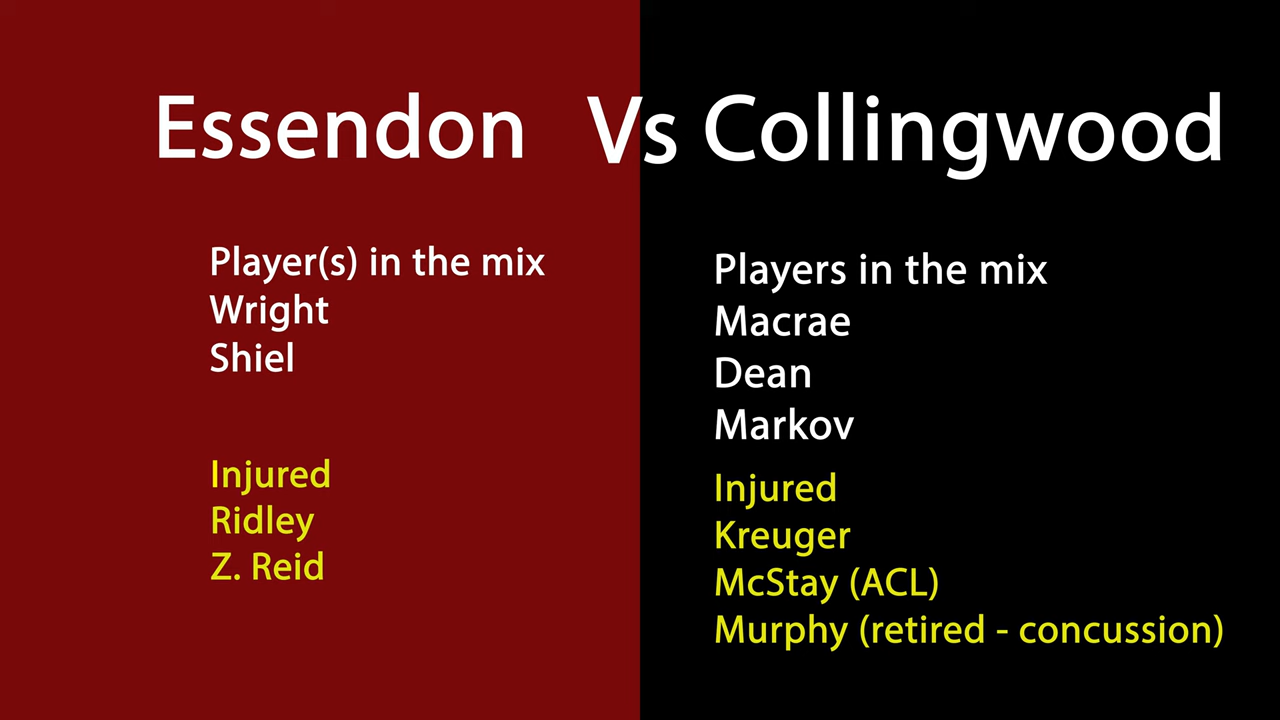 Essendon Vs Collingwood
Player(s) in the mix
Wright
Shiel
Injured
Ridley
Z. Reid
Players in the mix
Macrae
Dean
Markov
Injured
Kreuger
McStay (ACL)
Murphy (retired - concussion)